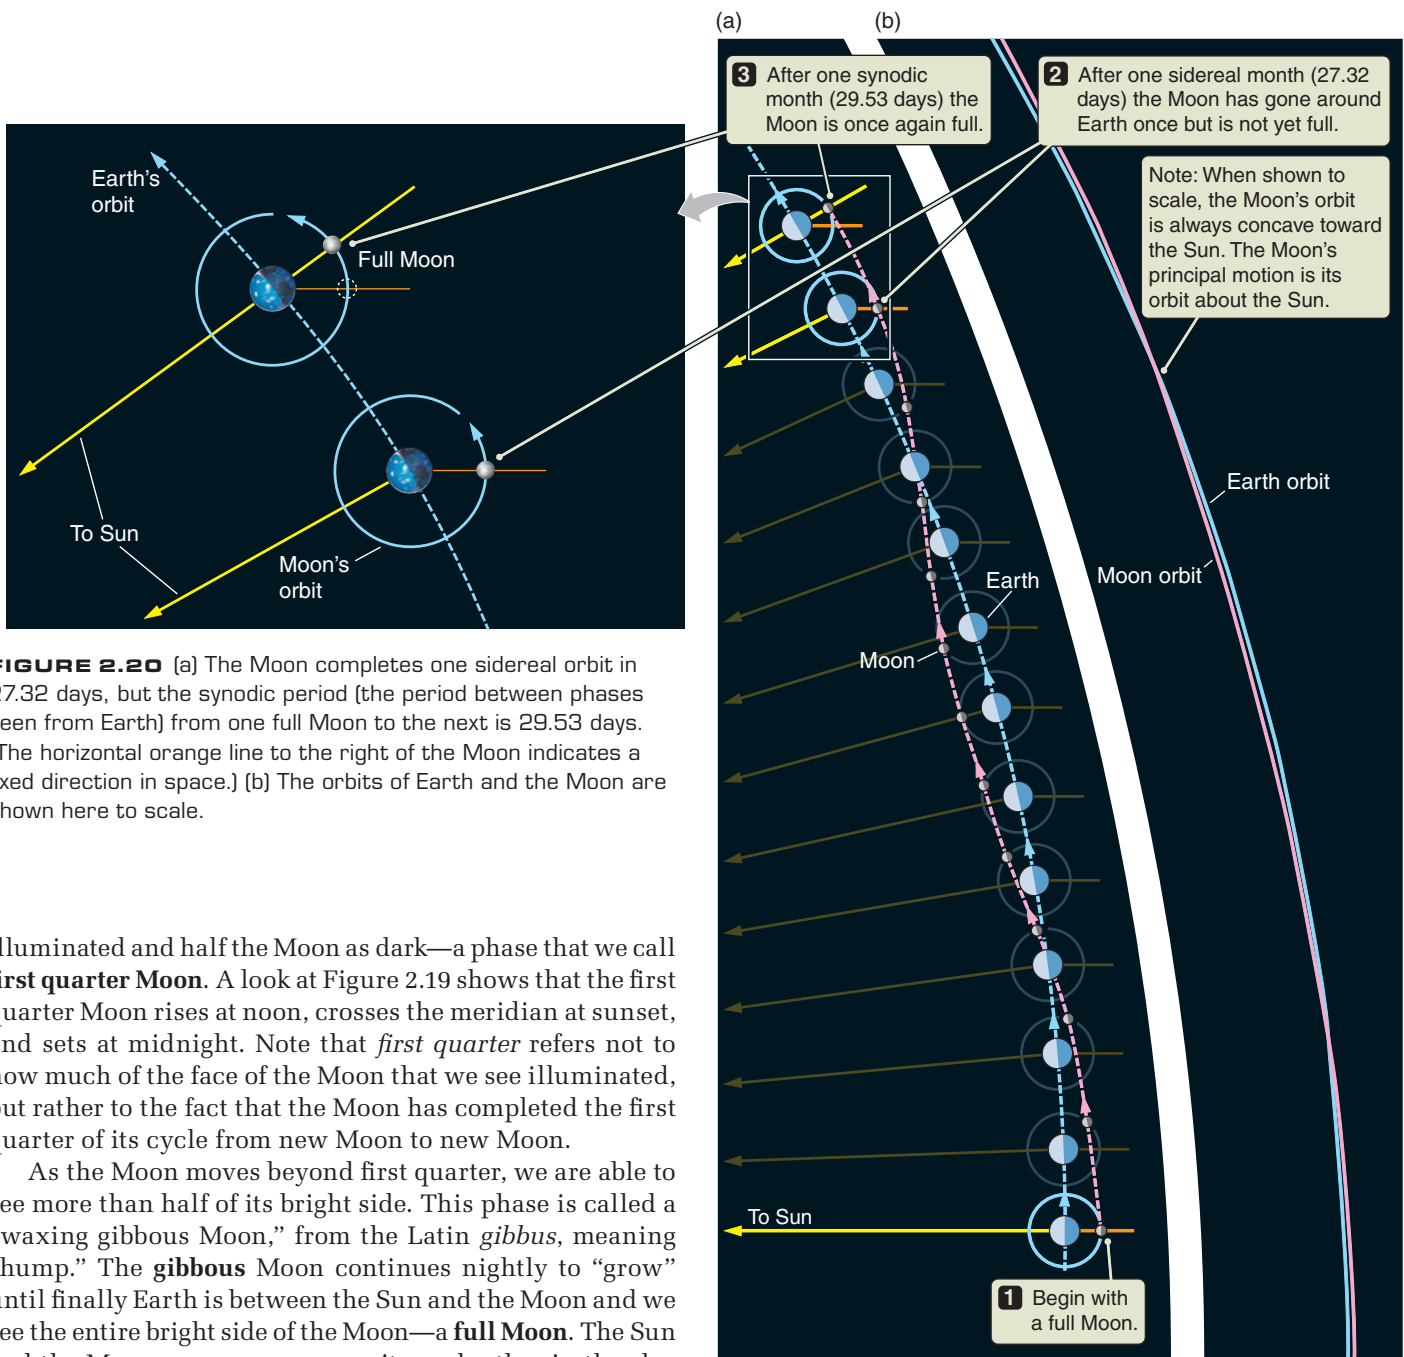 (a)
(b)
3 After one synodic
month (29.53 days) the
Moon is once again full.
2 After one sidereal month (27.32
days) the Moon has gone around
Earth once but is not yet full.
Note: When shown to
scale, the Moon's orbit
is always concave toward
the Sun. The Moon's
principal motion is its
orbit about the Sun.
Earth's
orbit
Full Moon
To Sun
Moon's
orbit
Earth orbit
Moon orbit
Earth
Moon
To Sun
1 Begin with
a full Moon.
FIGURE 2.20 (a) The Moon completes one sidereal orbit in
27.32 days, but the synodic period (the period between phases
een from Earth) from one full Moon to the next is 29.53 days.
The horizontal orange line to the right of the Moon indicates a
xed direction in space.) (b) The orbits of Earth and the Moon are
hown here to scale.
lluminated and half the Moon as dark—a phase that we call
irst quarter Moon. A look at Figure 2.19 shows that the first
uarter Moon rises at noon, crosses the meridian at sunset,
nd sets at midnight. Note that first quarter refers not to
ow much of the face of the Moon that we see illuminated,
ut rather to the fact that the Moon has completed the first
uarter of its cycle from new Moon to new Moon.
As the Moon moves beyond first quarter, we are able to
ee more than half of its bright side. This phase is called a
waxing gibbous Moon,” from the Latin gibbus, meaning
hump.” The gibbous Moon continues nightly to “grow”
ntil finally Earth is between the Sun and the Moon and we
ee the entire bright side of the Moon—a full Moon. The Sun